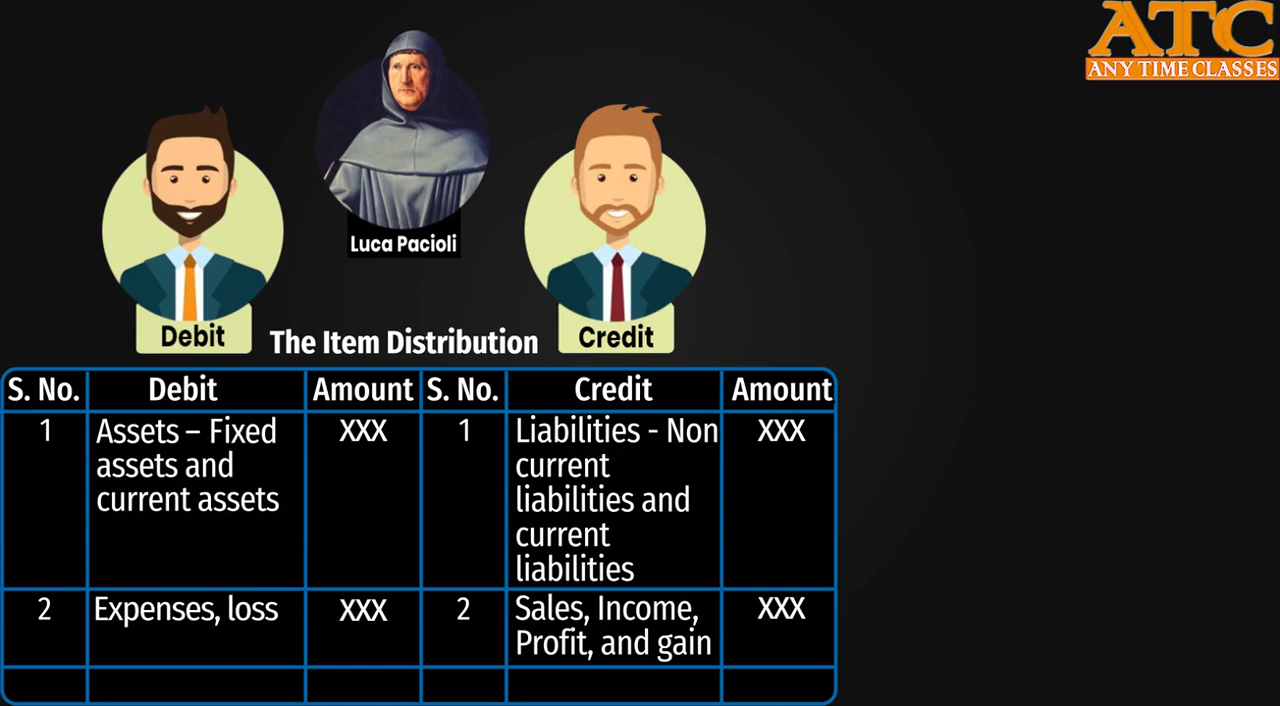 ATC
ANY TIME CLASSES
Luca Pacioli
Debit
The Item Distribution
Credit
S. No. Debit Amount S. No. Credit Amount
1 Assets – Fixed XXX 1 Liabilities - Non XXX
assets and current
current assets liabilities and
current
liabilities
2 Expenses, loss XXX 2 Sales, Income, XXX
Profit, and gain